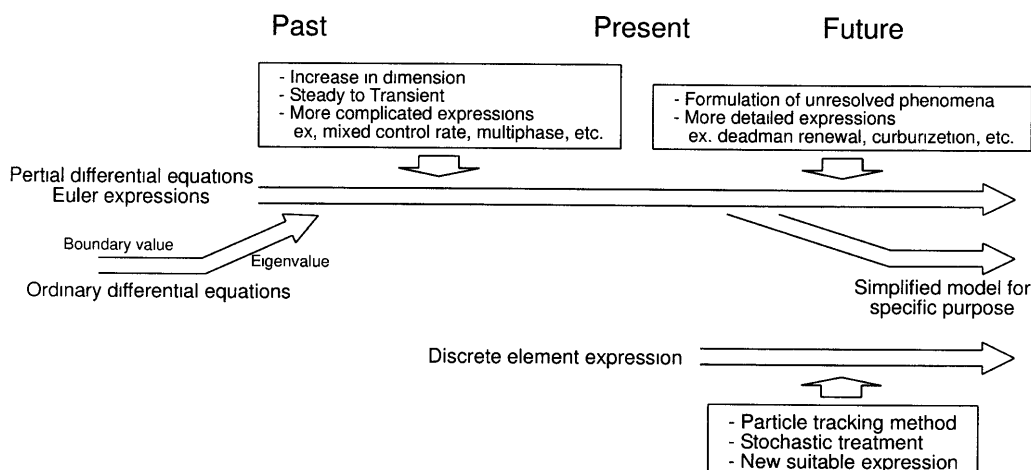 Past
Present
Future
- Increase in dimension
- Steady to Transient
- More complicated expressions
ex, mixed control rate, multiphase, etc.
- Formulation of unresolved phenomena
- More detailed expressions
ex. deadman renewal, curburizetion, etc.
Pertial differential equations
Euler expressions
Boundary value
Eigenvalue
Ordinary differential equations
Simplified model for
specific purpose
Discrete element expression
- Particle tracking method
- Stochastic treatment
- New suitable expression